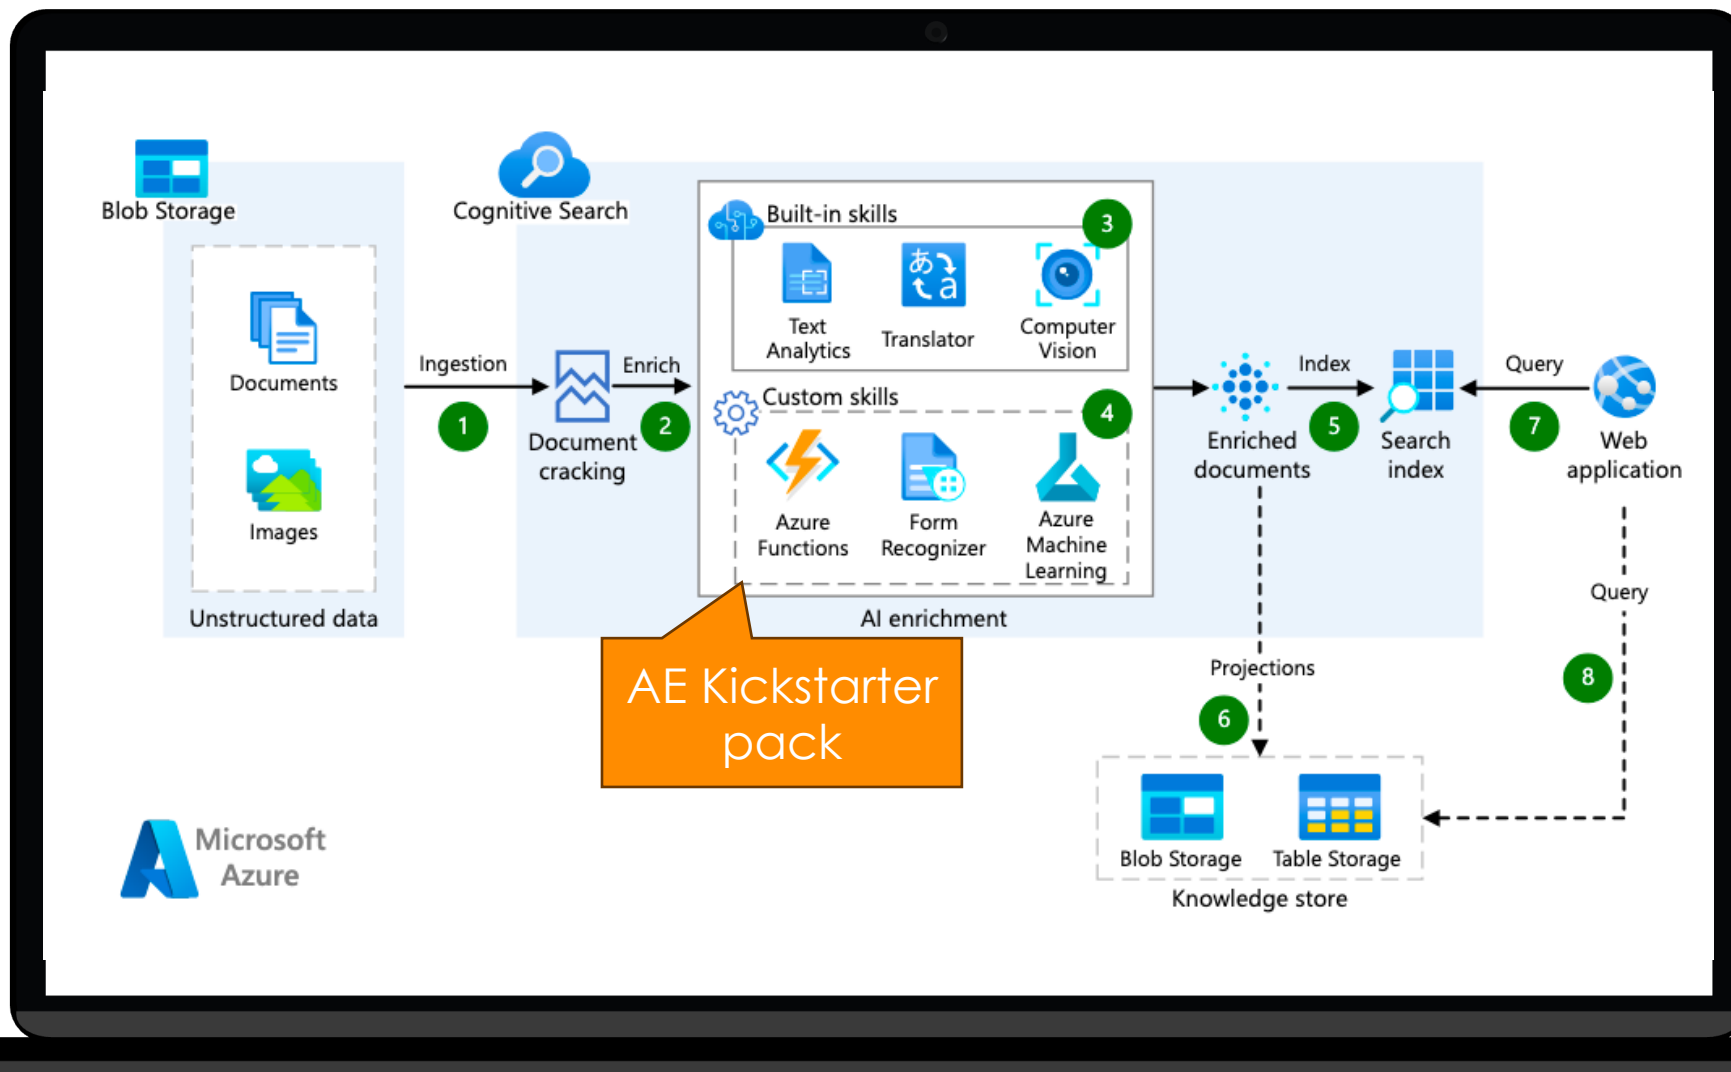 Blob Storage
Documents
Images
Unstructured data
Ingestion
1
Cognitive Search
Document
cracking
Enrich
2
Built-in skills
3
Text
Analytics
Translator
Computer
Vision
Custom skills
4
Azure
Functions
Form
Recognizer
Azure
Machine
Learning
AI enrichment
AE Kickstarter
pack
Enriched
documents
Index
5
Search
index
Query
7
Web
application
Projections
6
Query
8
Blob Storage
Table Storage
Knowledge store
Microsoft
Azure
あ
a